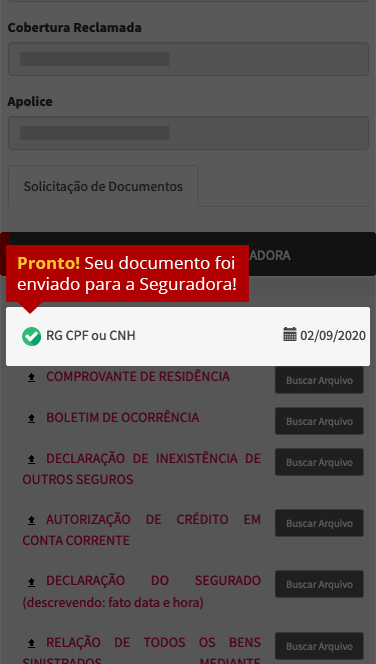 Cobertura Reclamada
Apolice
Solicitação de Documentos
ADORA
Pronto! Seu documento foi
enviado para a Seguradora!
RG CPF ou CNH 02/09/2020
COMPROVANTE DE RESIDÊNCIA Buscar Arquivo
BOLETIM DE OCORRÊNCIA Buscar Arquivo
DECLARAÇÃO DE INEXISTÊNCIA DE Buscar Arquivo
OUTROS SEGUROS
AUTORIZAÇÃO DE CRÉDITO EM Buscar Arquivo
CONTA CORRENTE
DECLARAÇÃO DO SEGURADO Buscar Arquivo
(descrevendo: fato data e hora)
RELAÇÃO DE TODOS OS BENS Buscar Arquivo
SINISTRADOS MEDIANTE